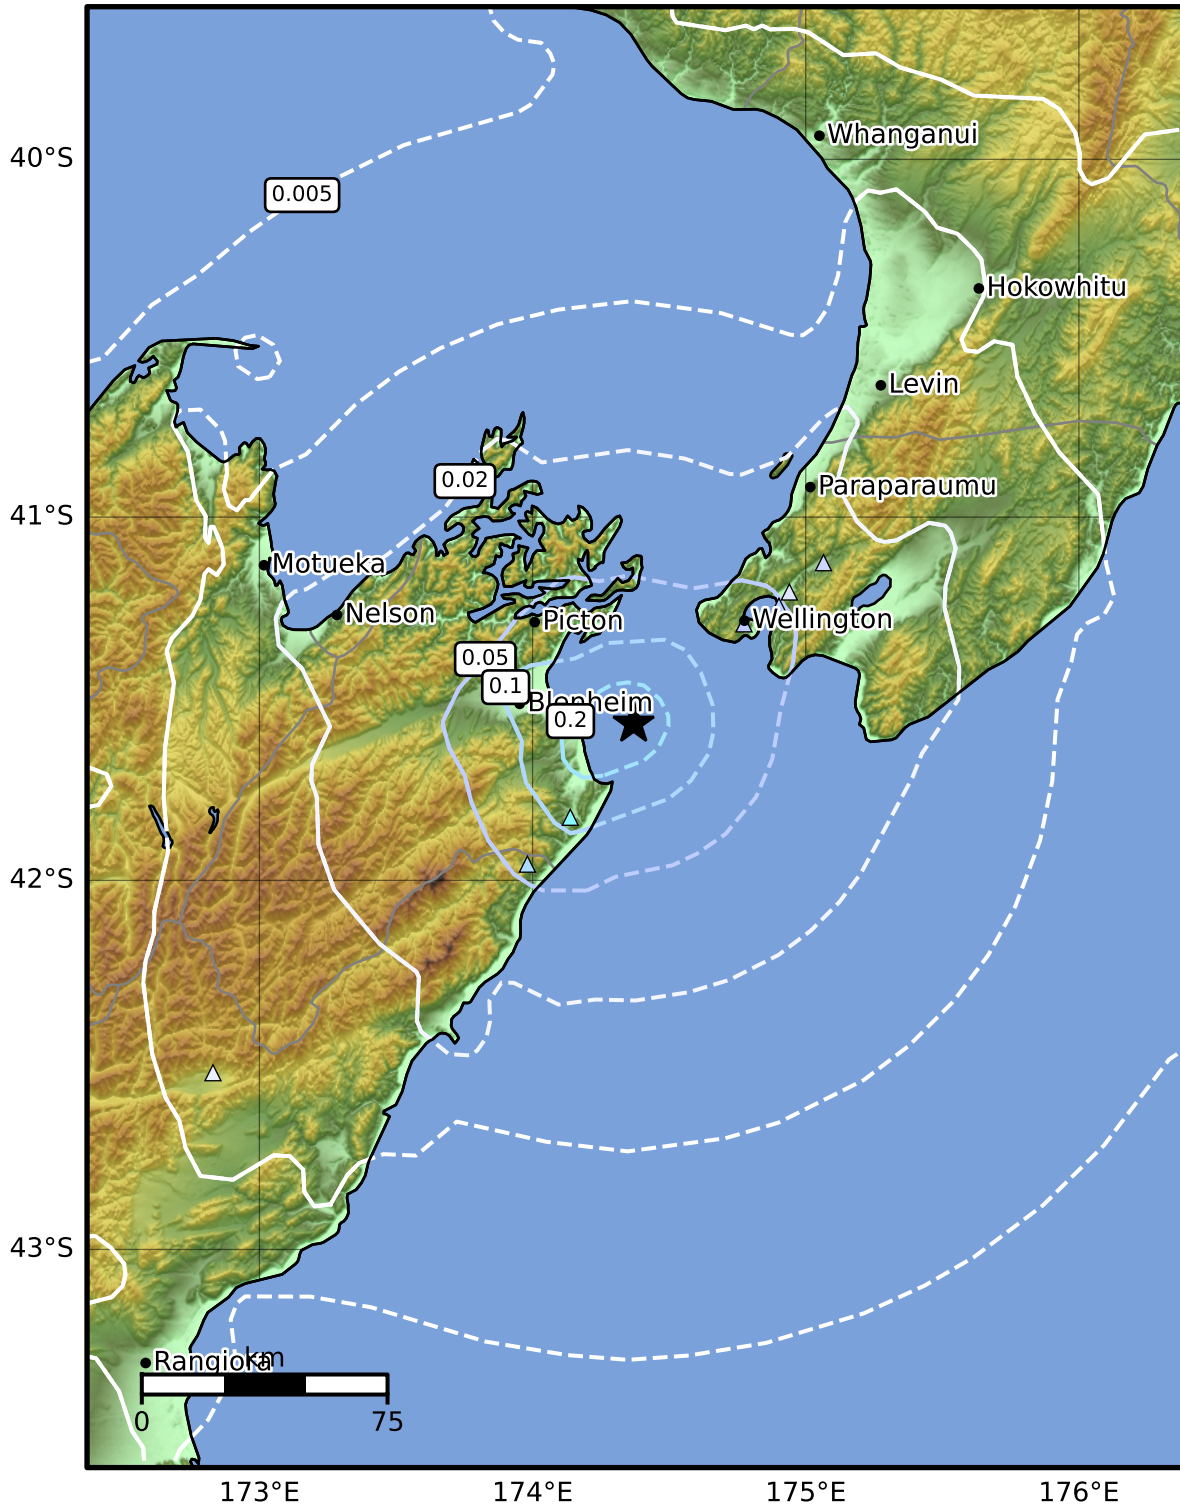 Whanganui
40°S
0.005
Hokowhitu
Levin
0.02
Paraparaumu
41°S
Motueka
Nelson
Picton
Wellington
0.05
0.1
Blenheim
0.2
42°S
43°S
Rangiora
km
0
75
173°E
174°E
175°E
176°E